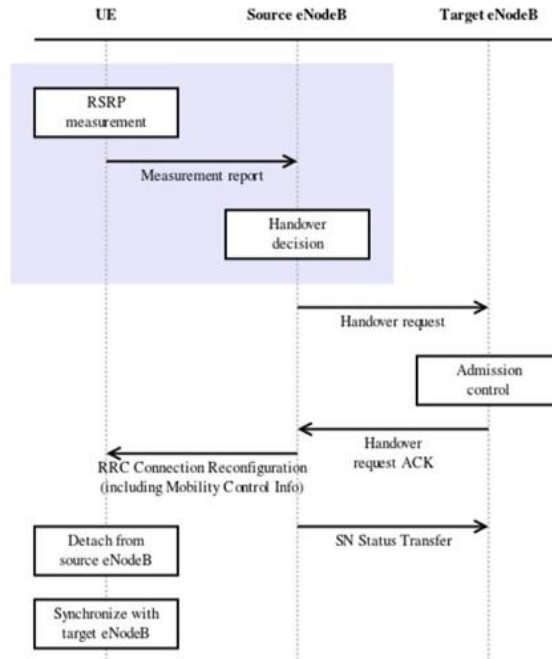 UE Source eNodeB Target eNodeB
RSRP
measurement
Measurement report
Handover
decision
Handover request
Admission
control
Handover
request ACK
RRC Connection Reconfiguration
(including Mobility Control Info)
Detach from
source eNodeB
SN Status Transfer
Synchronize with
target eNodeB